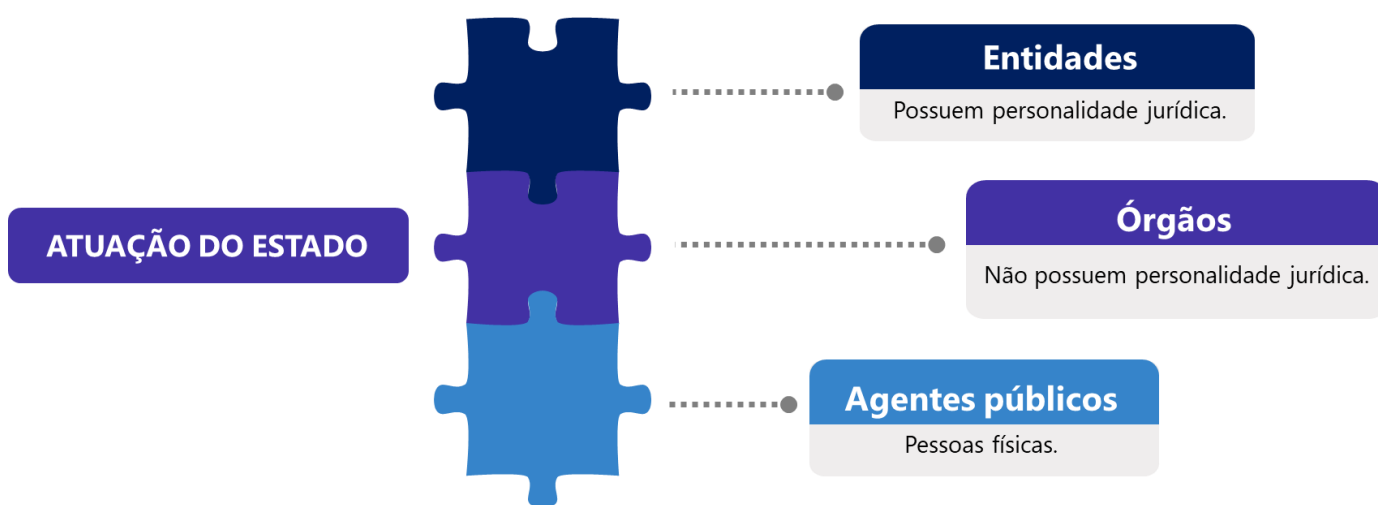 Entidades
Possuem personalidade jurídica.
ATUAÇÃO DO ESTADO
Órgãos
Não possuem personalidade jurídica.
Agentes públicos
Pessoas físicas.